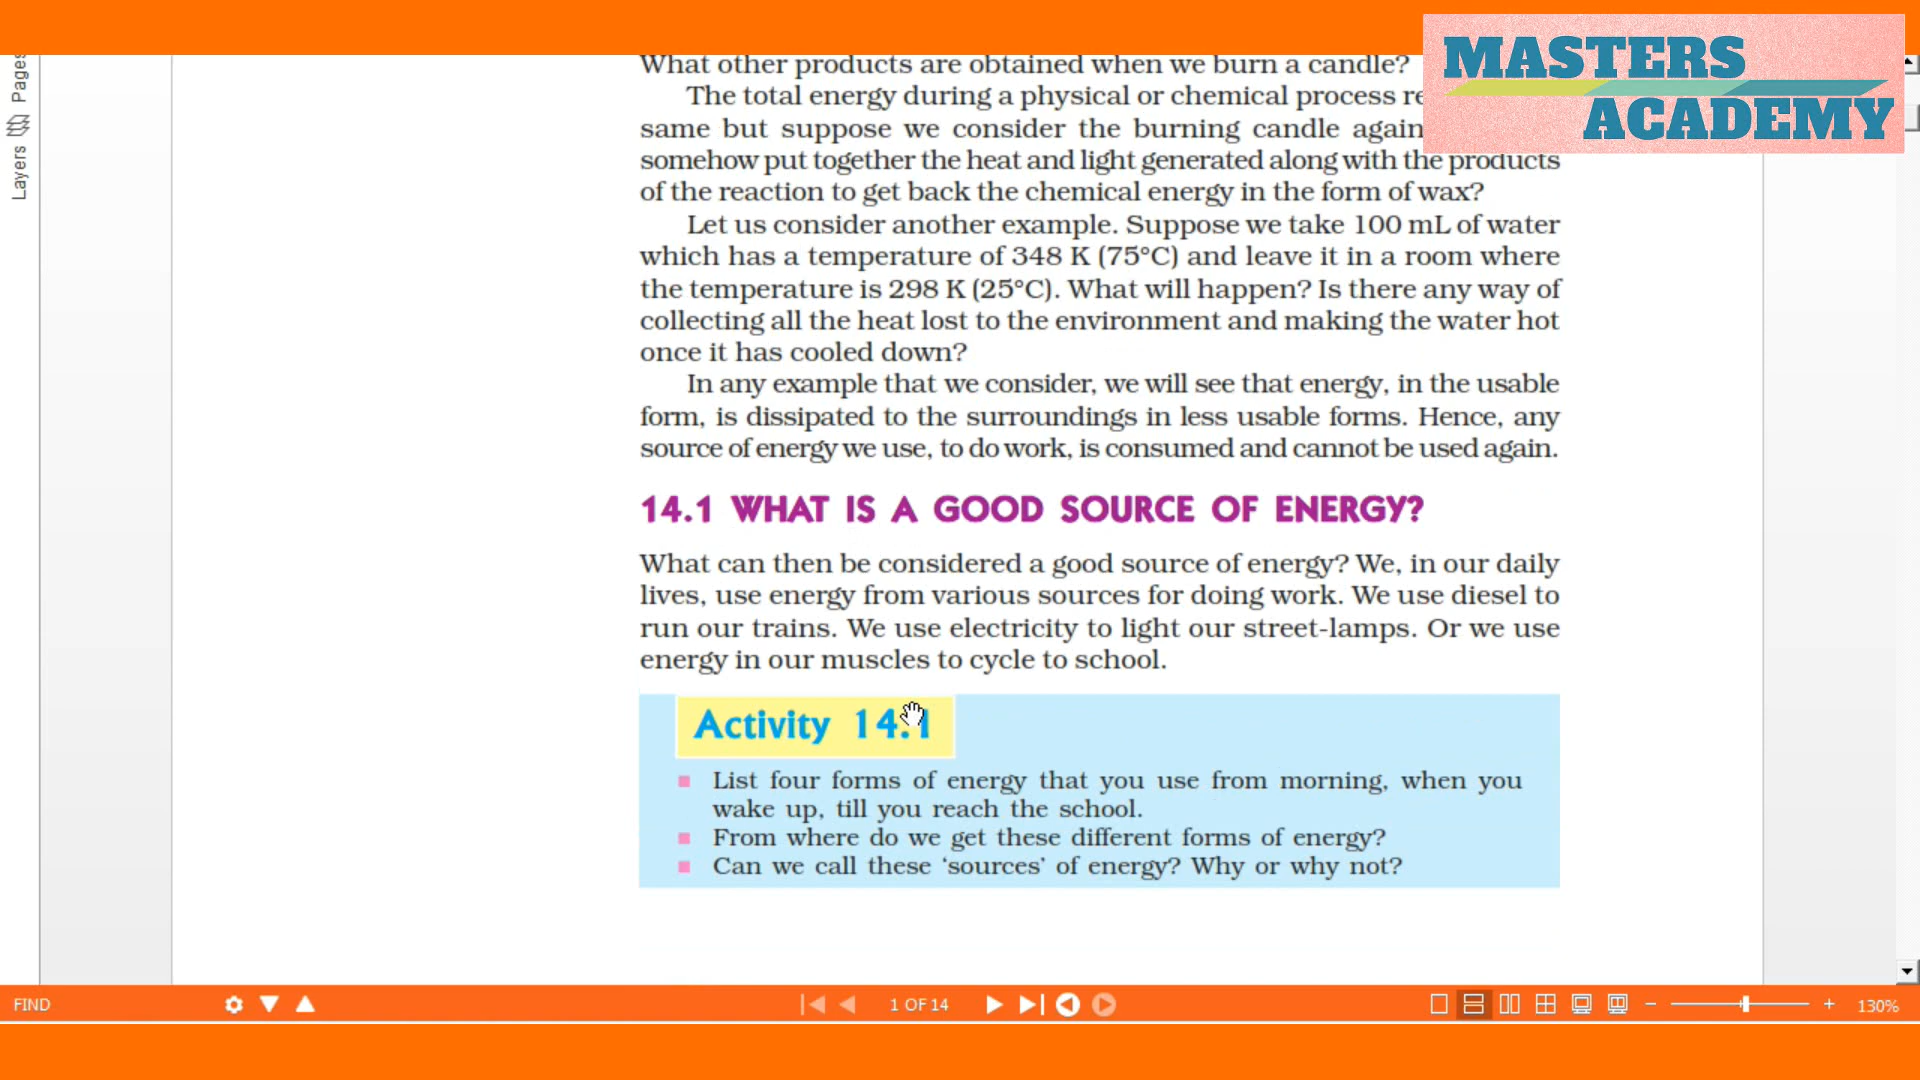 MASTERS
ACADEMY
Pages
Layers
What other products are obtained when we burn a candle?
The total energy during a physical or chemical process re
same but suppose we consider the burning candle again
somehow put together the heat and light generated along with the products
of the reaction to get back the chemical energy in the form of wax?
Let us consider another example. Suppose we take 100 mL of water
which has a temperature of 348 K (75°C) and leave it in a room where
the temperature is 298 K (25°C). What will happen? Is there any way of
collecting all the heat lost to the environment and making the water hot
once it has cooled down?
In any example that we consider, we will see that energy, in the usable
form, is dissipated to the surroundings in less usable forms. Hence, any
source of energy we use, to do work, is consumed and cannot be used again.
14.1 WHAT IS A GOOD SOURCE OF ENERGY?
What can then be considered a good source of energy? We, in our daily
lives, use energy from various sources for doing work. We use diesel to
run our trains. We use electricity to light our street-lamps. Or we use
energy in our muscles to cycle to school.
Activity 14.1
List four forms of energy that you use from morning, when you
wake up, till you reach the school.
From where do we get these different forms of energy?
Can we call these ‘sources’ of energy? Why or why not?
FIND
1 OF 14
130%